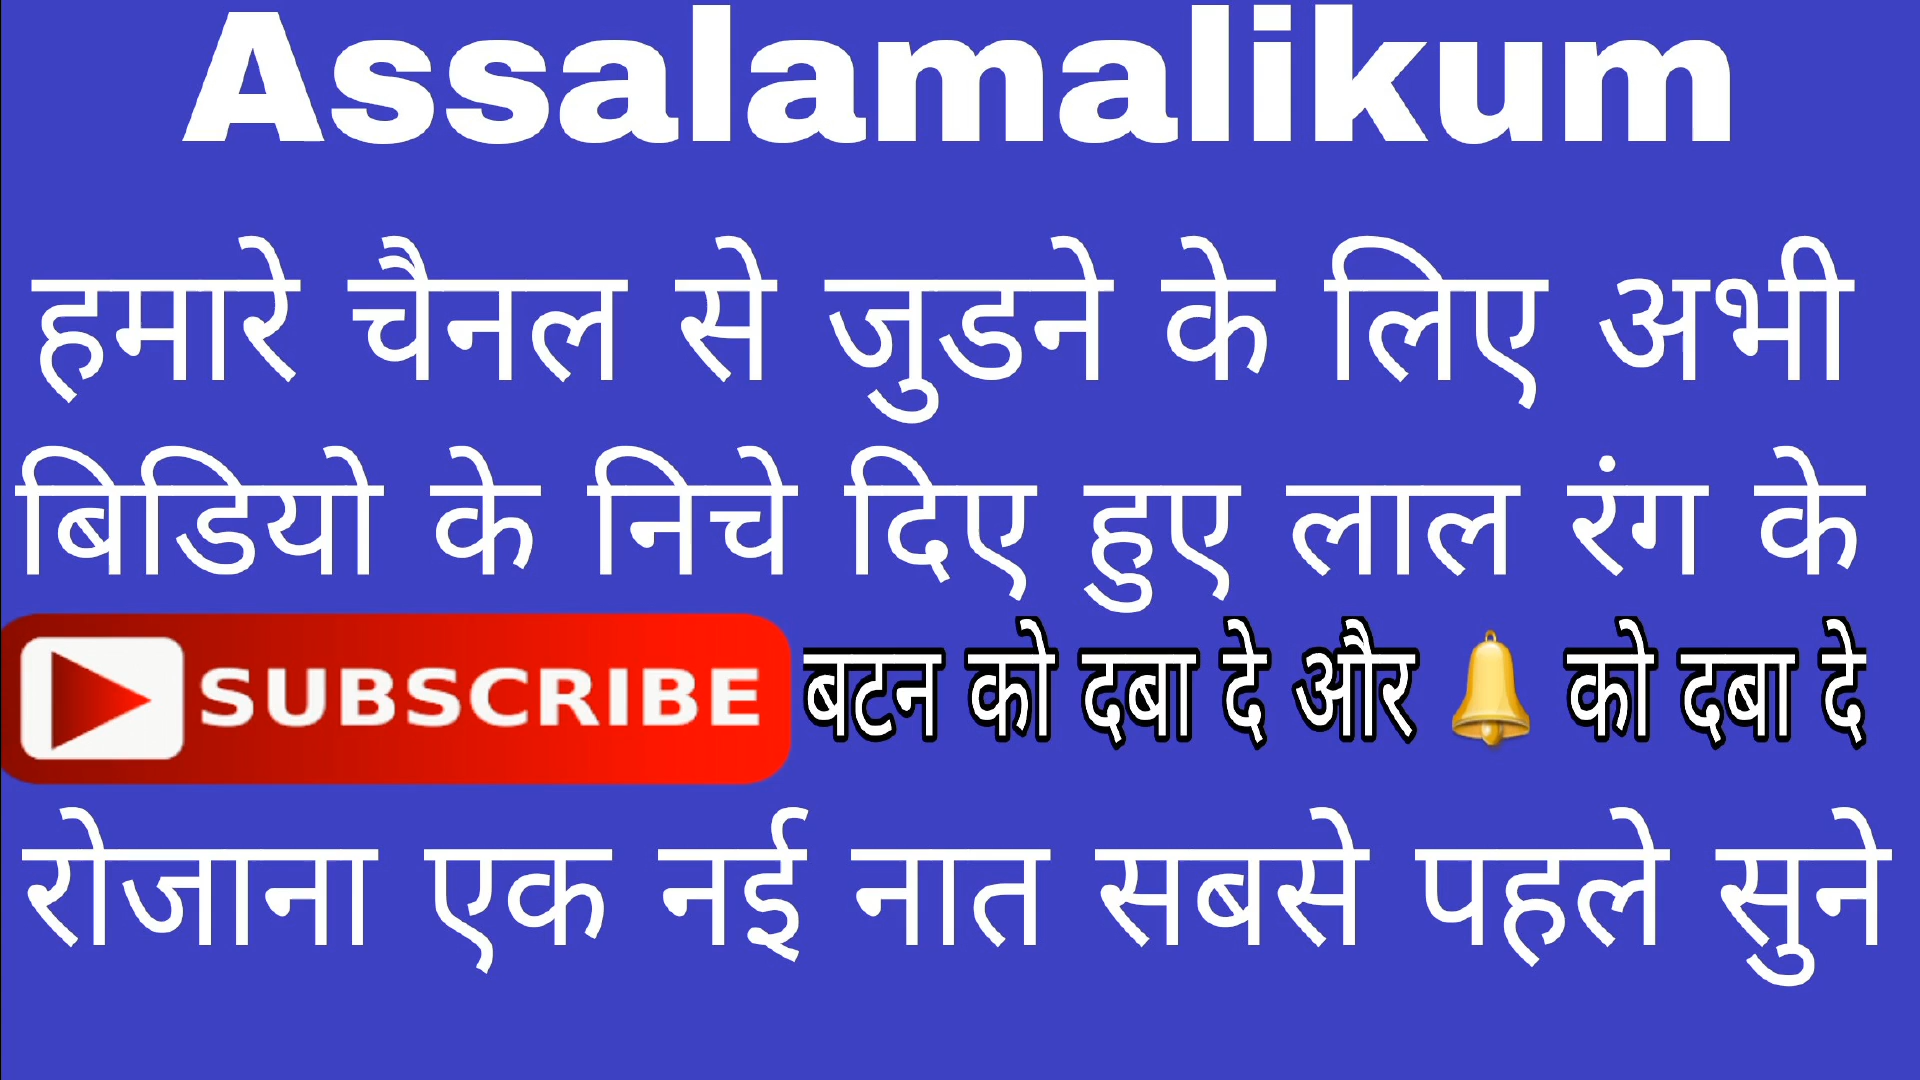 Assalamalikum
हमारे चैनल से जुडने के लिए अभी
बिडियो के निचे दिए हुए लाल रंग के
SUBSCRIBE बटन को दबा दे और 🔔 को दबा दे
रोजाना एक नई नात सबसे पहले सुने